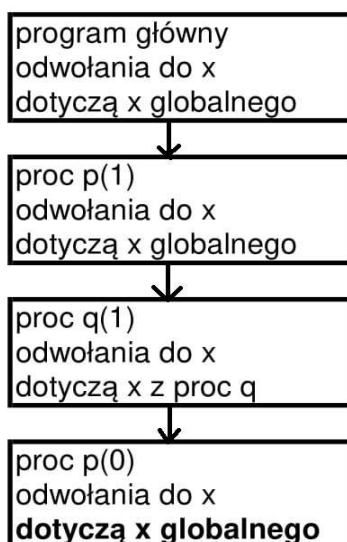 program główny
odwołania do x
dotyczą x globalnego
proc p(1)
odwołania do x
dotyczą x globalnego
proc q(1)
odwołania do x
dotyczą x z proc q
proc p(0)
odwołania do x
dotyczą x globalnego